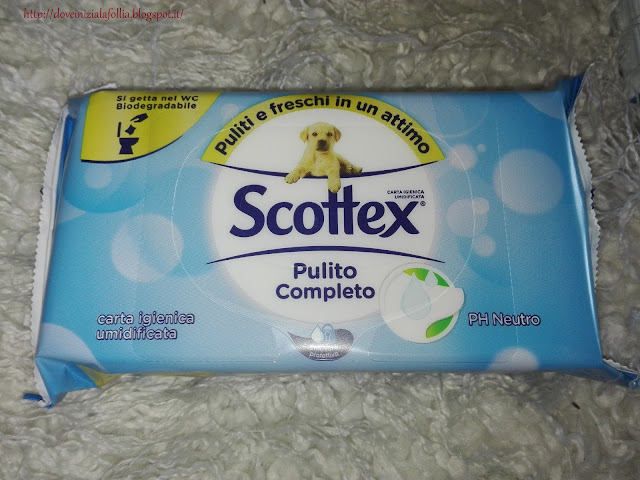 http://doveinizialafollia.blogspot.it/
Si getta nel WC
Biodegradabile
Puliti e freschi in un attimo
CARTA IGIENICA
UMIDIFICATA
Scottex®
Pulito
Completo
carta igienica
umidificata
PH Neutro